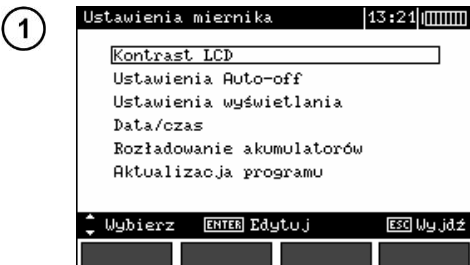 1
Ustawienia miernika 13:21
Kontrast LCD
Ustawienia Auto-off
Ustawienia wyświetlania
Data/czas
Rozładowanie akumulatorów
Aktualizacja programu
Wybierz ENTER Edytuj ESC Wyjdź